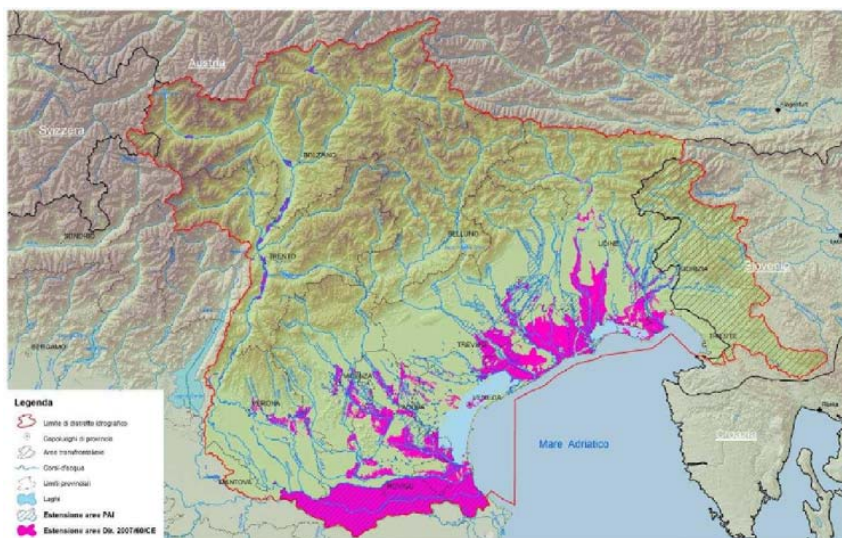 Austria
Svizzera
Klagenfurt
BOLZANO
SONDRIO
BELLUNO
UDINE
TRENTO
GORIZIA
Slovenia
BERGAMO
TREVISO
TRIESTE
VICENZA
VERONA
VENEZIA
PADOVA
Mare Adriatico
MANTOVA
ROVIGO
Legenda
Limite di distretto idrografico
Capoluoghi di provincia
Aree transfrontaliere
Corsi d'acqua
Limiti provinciali
Laghi
Estensione aree PAI
Estensione aree Dir. 2007/60/CE